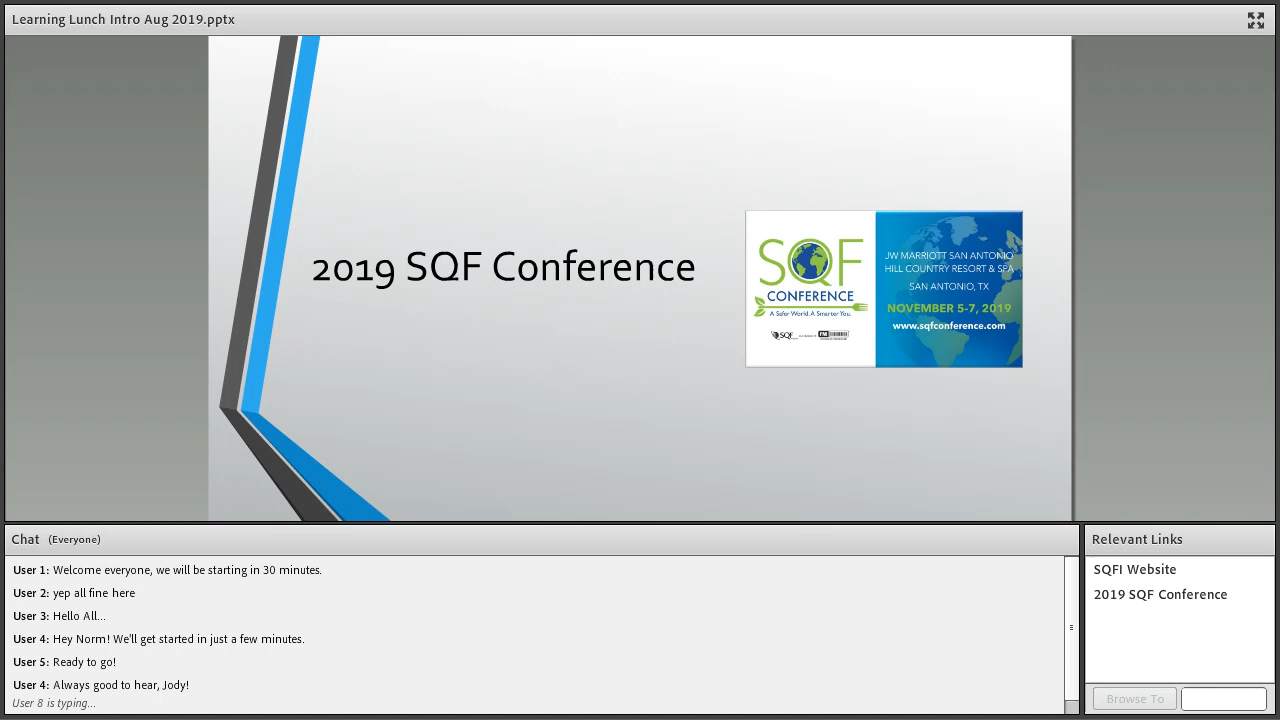 Learning Lunch Intro Aug 2019.pptx
2019 SQF Conference
SQF
CONFERENCE
A Safer World. A Smarter You.
SQF
JW MARRIOTT SAN ANTONIO
HILL COUNTRY RESORT & SPA
SAN ANTONIO, TX
NOVEMBER 5-7, 2019
www.sqfconference.com
Chat (Everyone)
User 1: Welcome everyone, we will be starting in 30 minutes.
User 2: yep all fine here
User 3: Hello All...
User 4: Hey Norm! We'll get started in just a few minutes.
User 5: Ready to go!
User 4: Always good to hear, Jody!
User 8 is typing...
Relevant Links
SQFI Website
2019 SQF Conference
Browse To